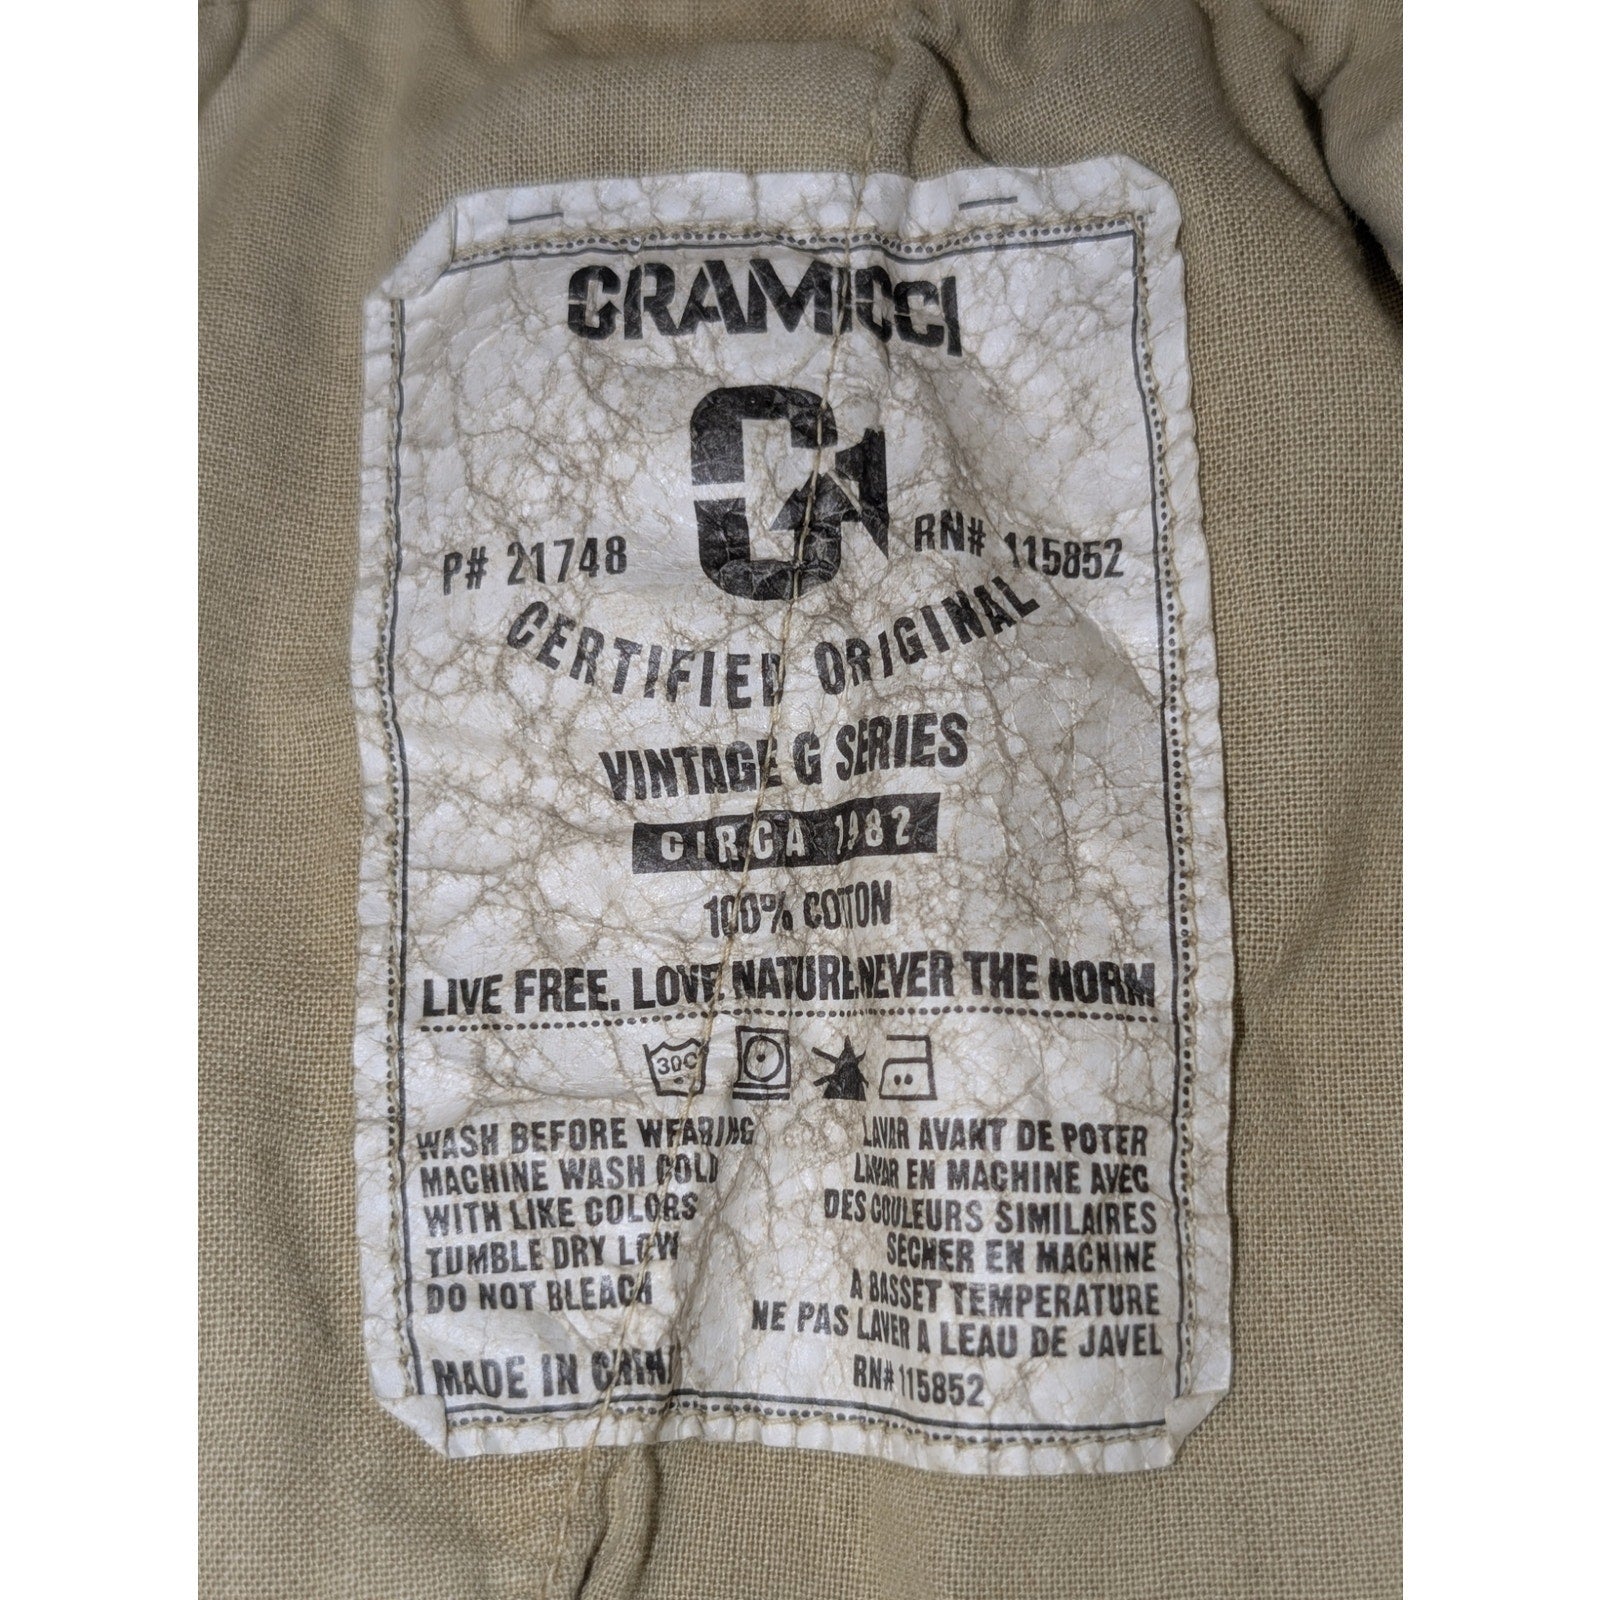 GRAMICCI
P# 21748
RN# 115852
CERTIFIED ORIGINAL
VINTAGE G SERIES
CIRCA 1982
100% COTTON
LIVE FREE. LOVE NATURE. NEVER THE NORM
30C
WASH BEFORE WEARING
MACHINE WASH COLD
WITH LIKE COLORS
TUMBLE DRY LOW
DO NOT BLEACH
MADE IN CHINA
LAVAR AVANT DE POTER
LAVAR EN MACHINE AVEC
DES COULEURS SIMILAIRES
SECHER EN MACHINE
A BASSET TEMPERATURE
NE PAS LAVER A LEAU DE JAVEL
RN# 115852